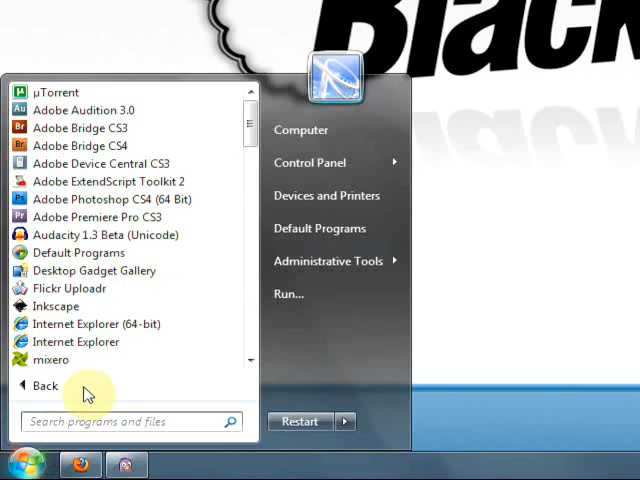 Black
µTorrent
Adobe Audition 3.0
Adobe Bridge CS3
Adobe Bridge CS4
Adobe Device Central CS3
Adobe ExtendScript Toolkit 2
Adobe Photoshop CS4 (64 Bit)
Adobe Premiere Pro CS3
Audacity 1.3 Beta (Unicode)
Default Programs
Desktop Gadget Gallery
Flickr Uploadr
Inkscape
Internet Explorer (64-bit)
Internet Explorer
mixero
Back
Search programs and files
Computer
Control Panel
Devices and Printers
Default Programs
Administrative Tools
Run...
Restart